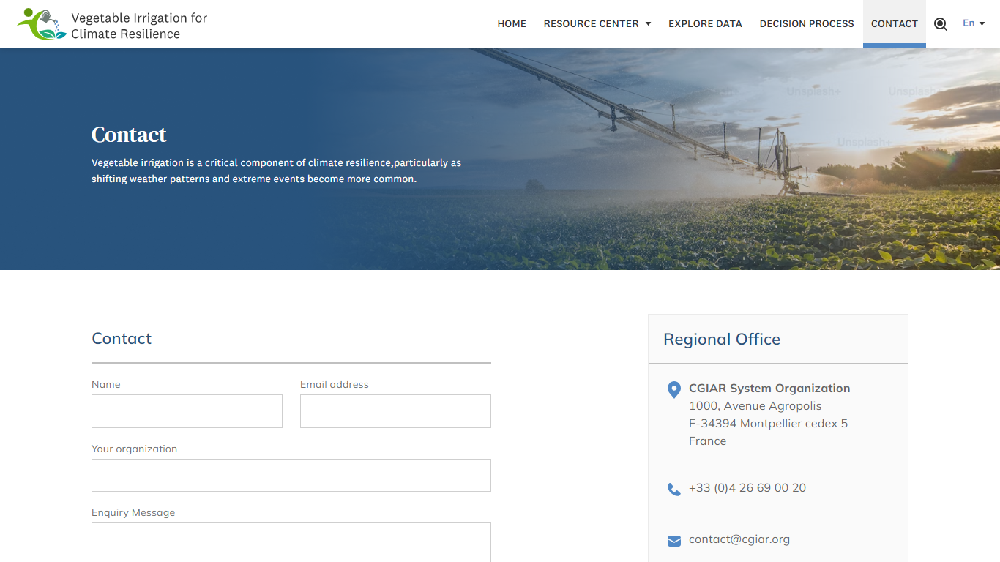 Vegetable Irrigation for
Climate Resilience
HOME RESOURCE CENTER EXPLORE DATA DECISION PROCESS CONTACT En
Unsplash+ Unsplash+
Unsplash+
Contact
Vegetable irrigation is a critical component of climate resilience,particularly as
shifting weather patterns and extreme events become more common.
Contact
Name Email address
Your organization
Enquiry Message
Regional Office
CGIAR System Organization
1000, Avenue Agropolis
F-34394 Montpellier cedex 5
France
+33 (0)4 26 69 00 20
contact@cgiar.org